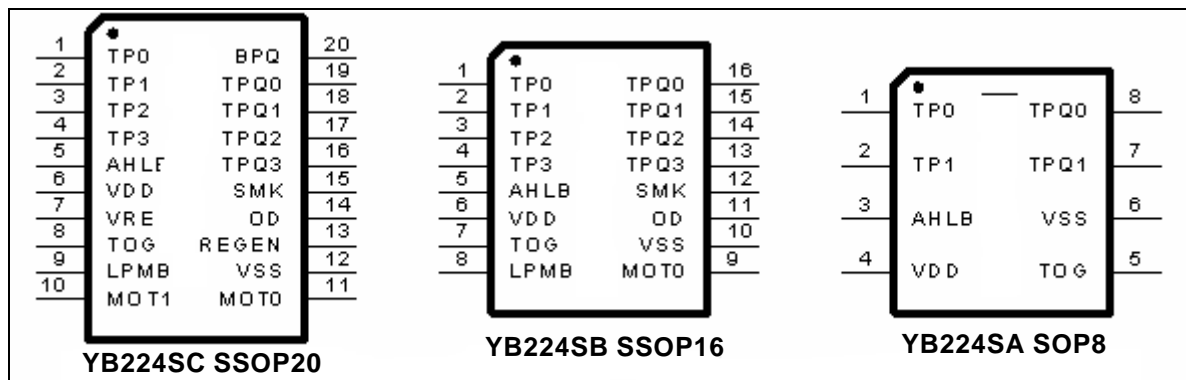 1 TP0 BPQ 20
2 TP1 TPQ0 19
3 TP2 TPQ1 18
4 TP3 TPQ2 17
5 AHLE TPQ3 16
6 VDD SMK 15
7 VRE OD 14
8 TOG REGEN 13
9 LPMB VSS 12
10 MOT1 MOT0 11
YB224SC SSOP20
1 TP0 TPQ0 16
2 TP1 TPQ1 15
3 TP2 TPQ2 14
4 TP3 TPQ3 13
5 AHLB SMK 12
6 VDD OD 11
7 TOG VSS 10
8 LPMB MOT0 9
YB224SB SSOP16
1 TP0 TPQ0 8
2 TP1 TPQ1 7
3 AHLB VSS 6
4 VDD TOG 5
YB224SA SOP8